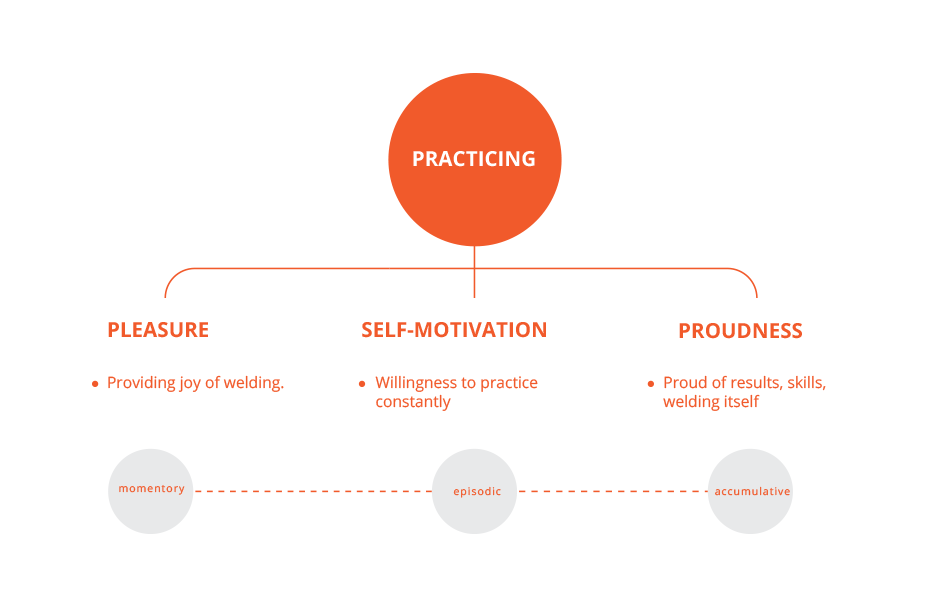 PRACTICING
PLEASURE
SELF-MOTIVATION
PROUDNESS
• Providing joy of welding.
• Willingness to practice
constantly
• Proud of results, skills,
welding itself
momentory
episodic
accumulative